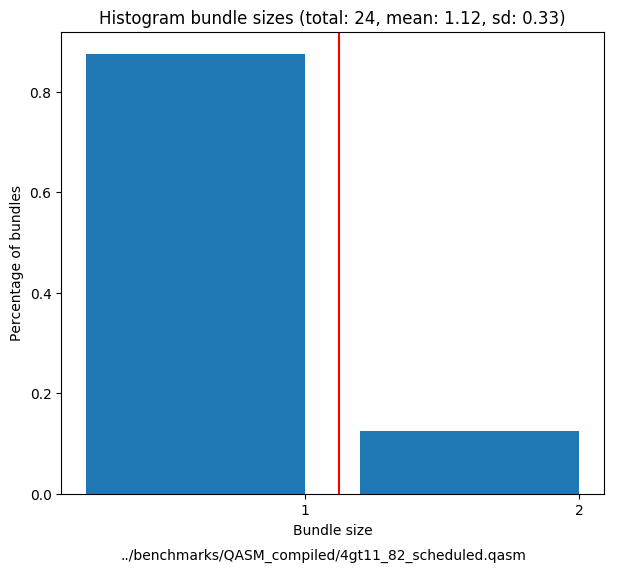 Histogram bundle sizes (total: 24, mean: 1.12, sd: 0.33)
0.8
0.6
0.4
0.2
0.0
Percentage of bundles
1 2
Bundle size
../benchmarks/QASM_compiled/4gt11_82_scheduled.qasm